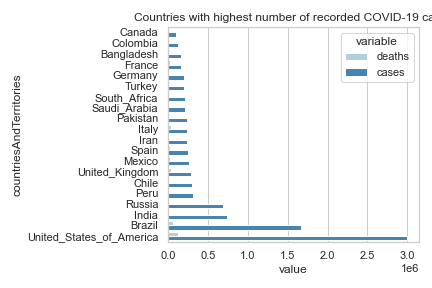 Countries with highest number of recorded COVID-19 ca
variable
deaths
cases
countriesAndTerritories
Canada
Colombia
Bangladesh
France
Germany
Turkey
South_Africa
Saudi_Arabia
Pakistan
Italy
Iran
Spain
Mexico
United_Kingdom
Chile
Peru
Russia
India
Brazil
United_States_of_America
0.0 0.5 1.0 1.5 2.0 2.5 3.0
1e6
value